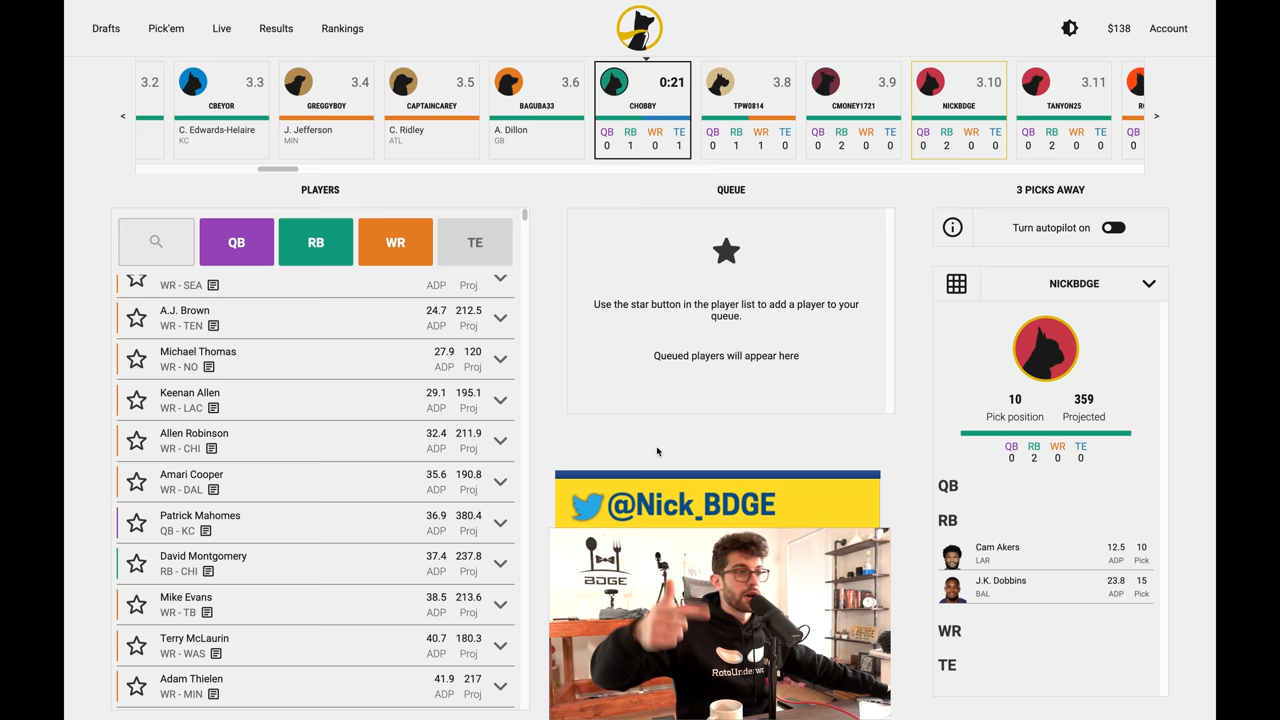 Drafts Pick'em Live Results Rankings $138 Account
3.2 3.3 3.4 3.5 3.6 0:21 3.8 3.9 3.10 3.11
CBEYOR GREGGYBOY CAPTAINCAREY BAGUBA33 CHOBBY TPW0814 CMONEY1721 NICKBDGE TANYON25
< C. Edwards-Helaire J. Jefferson C. Ridley A. Dillon QB RB WR TE QB RB WR TE QB RB WR TE QB RB WR TE QB RB WR TE QB >
KC MIN ATL GB 0 1 0 1 0 1 1 0 0 2 0 0 0 2 0 0 0 2 0 0 0
PLAYERS QUEUE 3 PICKS AWAY
QB RB WR TE
WR - SEA ADP Proj
A.J. Brown 24.7 212.5
WR - TEN ADP Proj
Michael Thomas 27.9 120
WR - NO ADP Proj
Keenan Allen 29.1 195.1
WR - LAC ADP Proj
Allen Robinson 32.4 211.9
WR - CHI ADP Proj
Amari Cooper 35.6 190.8
WR - DAL ADP Proj
Patrick Mahomes 36.9 380.4
QB - KC ADP Proj
David Montgomery 37.4 237.8
RB - CHI ADP Proj
Mike Evans 38.5 213.6
WR - TB ADP Proj
Terry McLaurin 40.7 180.3
WR - WAS ADP Proj
Adam Thielen 41.9 217
WR - MIN ADP Proj
Use the star button in the player list to add a player to your
queue.
Queued players will appear here
@Nick_BDGE
BDGE
RotoUnderw
Turn autopilot on
NICKBDGE
10 359
Pick position Projected
QB RB WR TE
0 2 0 0
QB
RB
Cam Akers 12.5 10
LAR ADP Pick
J.K. Dobbins 23.8 15
BAL ADP Pick
WR
TE